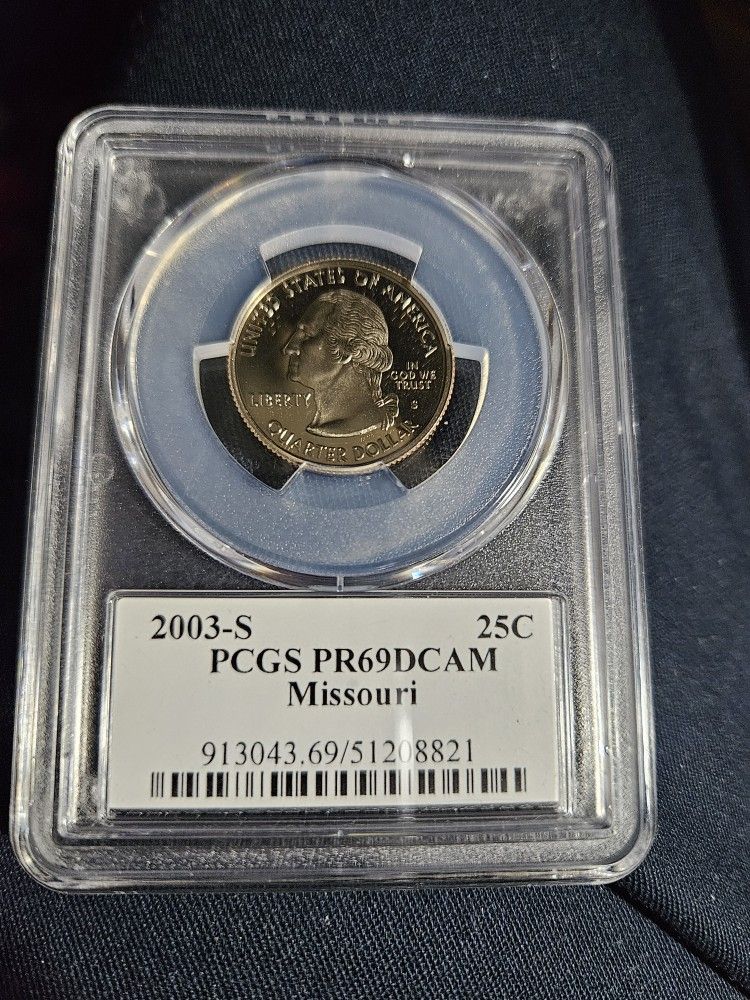 UNITED STATES OF AMERICA
IN
GOD WE
TRUST
LIBERTY
S
QUARTER DOLLAR
2003-S 25C
PCGS PR69DCAM
Missouri
913043.69/51208821